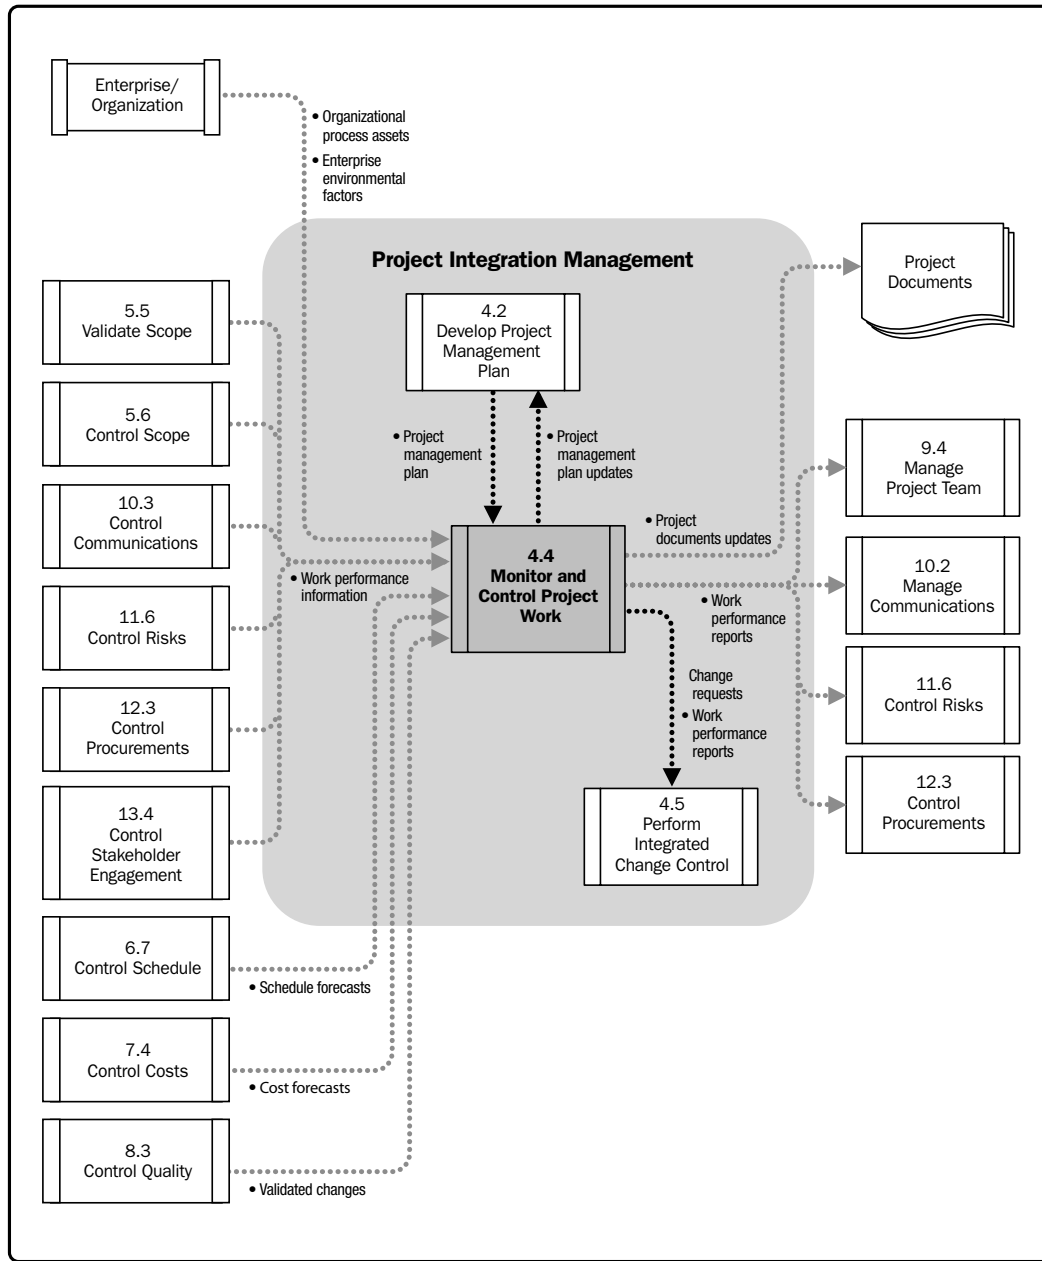 Enterprise/
Organization
• Organizational
process assets
• Enterprise
environmental
factors
Project Integration Management
Project
Documents
5.5
Validate Scope
4.2
Develop Project
Management
Plan
5.6
Control Scope
• Project
management
plan
• Project
management
plan updates
9.4
Manage
Project Team
10.3
Control
Communications
• Project
documents updates
4.4
Monitor and
Control Project
Work
10.2
Manage
Communications
• Work performance
information
• Work
performance
reports
11.6
Control Risks
11.6
Control Risks
Change
requests
• Work
performance
reports
12.3
Control
Procurements
12.3
Control
Procurements
13.4
Control
Stakeholder
Engagement
4.5
Perform
Integrated
Change Control
6.7
Control Schedule
• Schedule forecasts
7.4
Control Costs
• Cost forecasts
8.3
Control Quality
• Validated changes